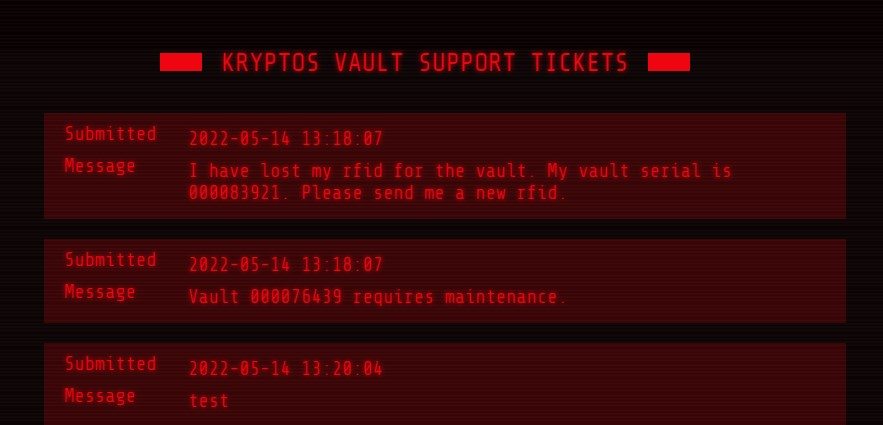 KRYPTOS VAULT SUPPORT TICKETS
Submitted 2022-05-14 13:18:07
Message I have lost my rfid for the vault. My vault serial is
000083921. Please send me a new rfid.
Submitted 2022-05-14 13:18:07
Message Vault 000076439 requires maintenance.
Submitted 2022-05-14 13:20:04
Message test